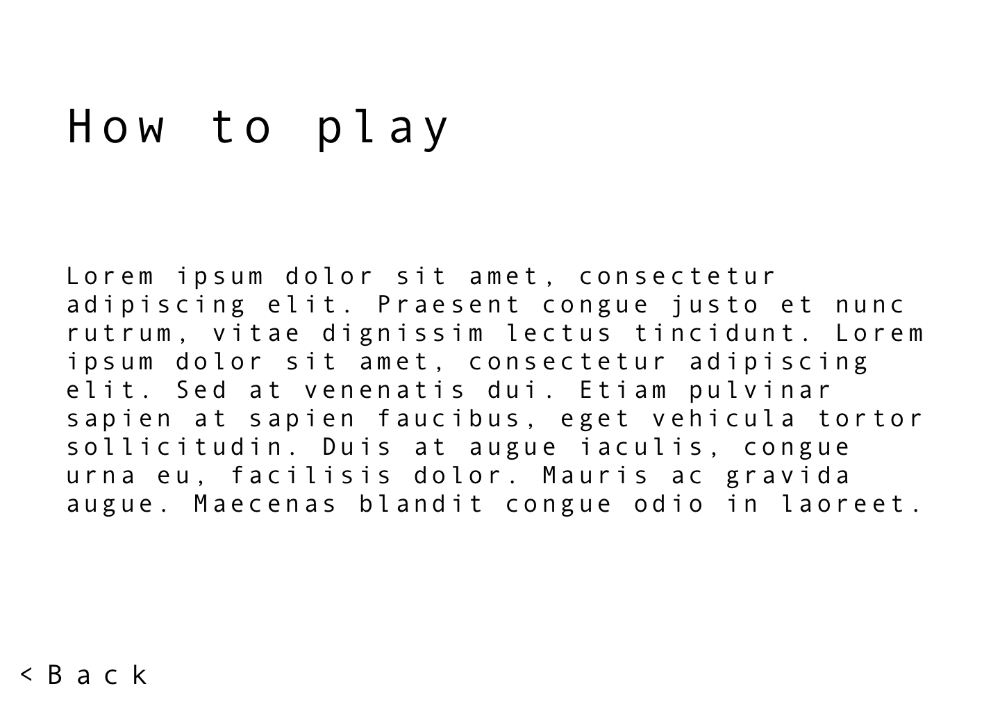 How to play
Lorem ipsum dolor sit amet, consectetur
adipiscing elit. Praesent congue justo et nunc
rutrum, vitae dignissim lectus tincidunt. Lorem
ipsum dolor sit amet, consectetur adipiscing
elit. Sed at venenatis dui. Etiam pulvinar
sapien at sapien faucibus, eget vehicula tortor
sollicitudin. Duis at augue iaculis, congue
urna eu, facilisis dolor. Mauris ac gravida
augue. Maecenas blandit congue odio in laoreet.
< Back